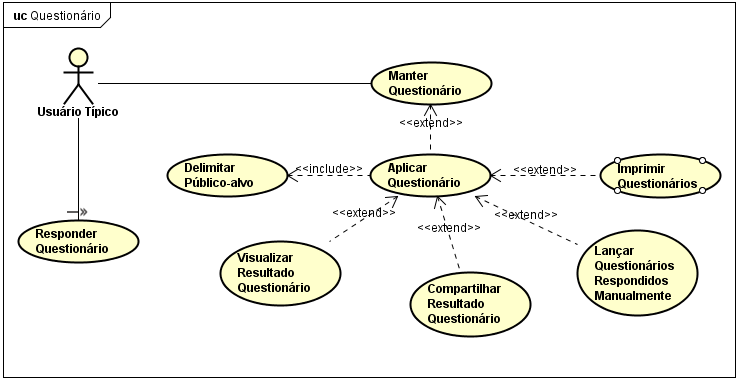 uc Questionário
Usuário Típico
Manter
Questionário
<<extend>>
Delimitar
Público-alvo
<<include>>
Aplicar
Questionário
<<extend>>
Imprimir
Questionários
<<extend>>
<<extend>>
<<extend>>
Responder
Questionário
Visualizar
Resultado
Questionário
Compartilhar
Resultado
Questionário
Lançar
Questionários
Respondidos
Manualmente